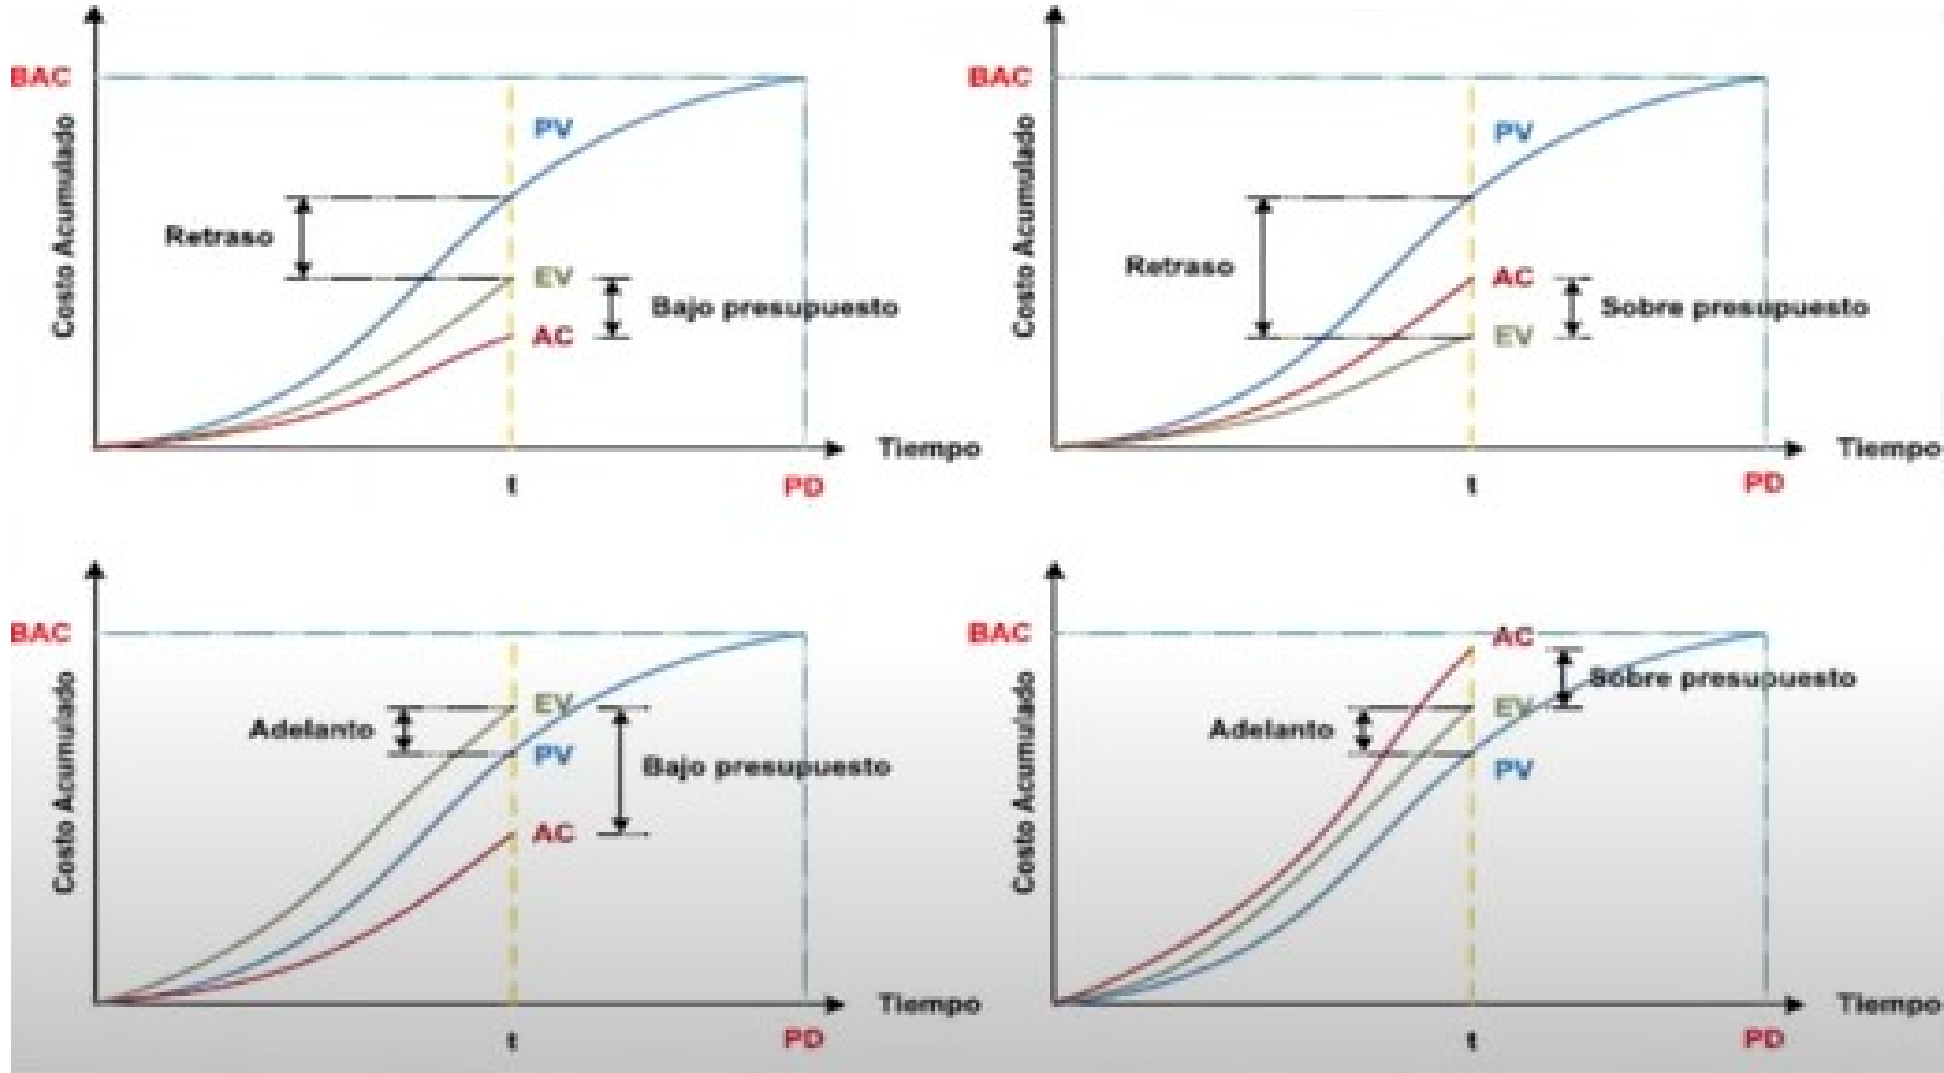 BAC
Costo Acumulado
PV
Retraso
EV
Bajo presupuesto
AC
Tiempo
t
PD
BAC
Costo Acumulado
PV
Retraso
AC
Sobre presupuesto
EV
Tiempo
t
PD
BAC
Costo Acumulado
EV
Adelanto
PV
Bajo presupuesto
AC
Tiempo
t
PD
BAC
Costo Acumulado
AC
Sobre presupuesto
EV
Adelanto
PV
Tiempo
t
PD